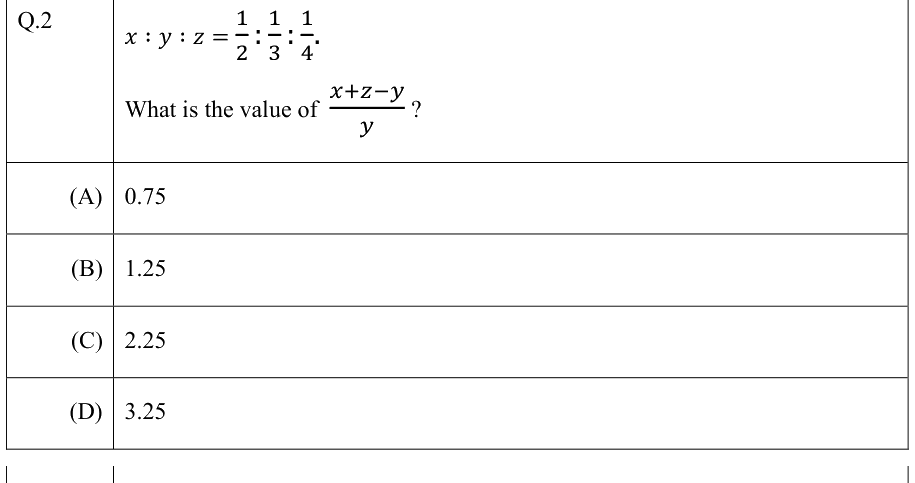 Q.2
x : y : z = 1/2 : 1/3 : 1/4.
What is the value of (x+z−y)/y ?
(A) 0.75
(B) 1.25
(C) 2.25
(D) 3.25